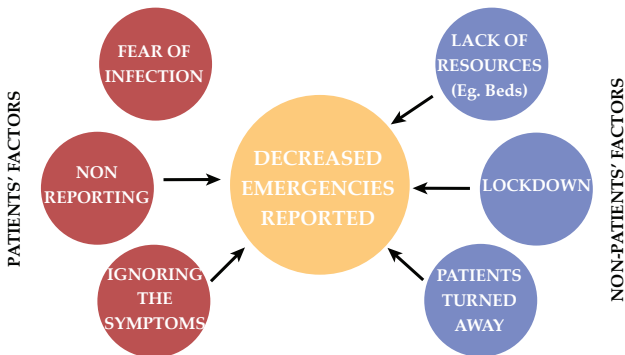 PATIENTS' FACTORS
FEAR OF
INFECTION
NON
REPORTING
IGNORING
THE
SYMPTOMS
DECREASED
EMERGENCIES
REPORTED
LACK OF
RESOURCES
(Eg. Beds)
LOCKDOWN
PATIENTS
TURNED
AWAY
NON-PATIENTS' FACTORS